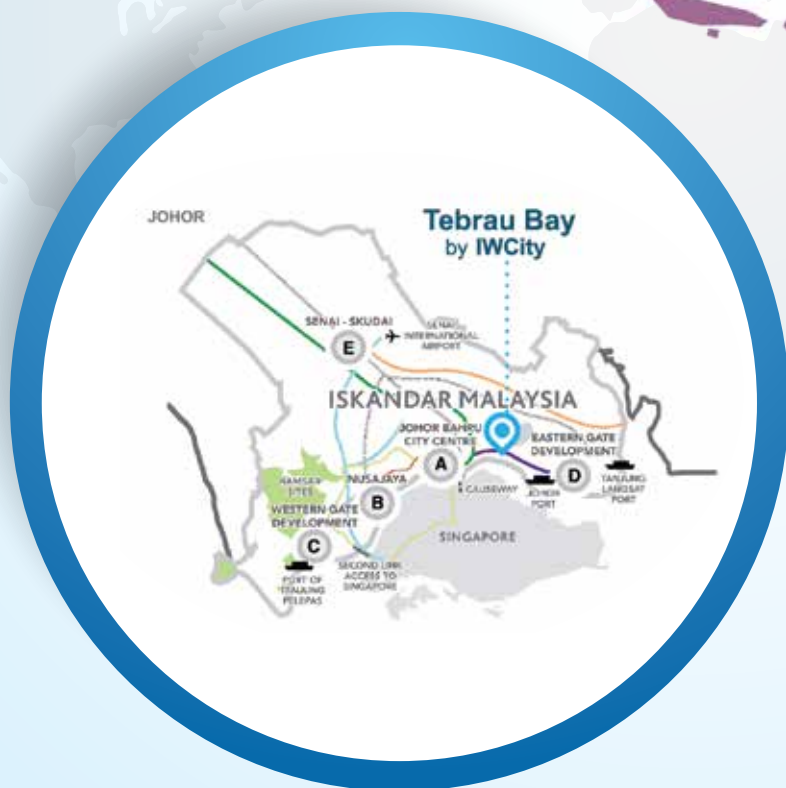 JOHOR
Tebrau Bay
by IWCity
SENAI - SKUDAI
E
SENAI
INTERNATIONAL
AIRPORT
ISKANDAR MALAYSIA
JOHOR BAHRU
CITY CENTRE
A
EASTERN GATE
DEVELOPMENT
D
TANJUNG
LANGSAT
PORT
JOHOR
PORT
CAUSEWAY
RAMSAR
SITES
NUSAJAYA
B
WESTERN GATE
DEVELOPMENT
C
SINGAPORE
PORT OF
TANJUNG
PELEPAS
SECOND LINK
ACCESS TO
SINGAPORE